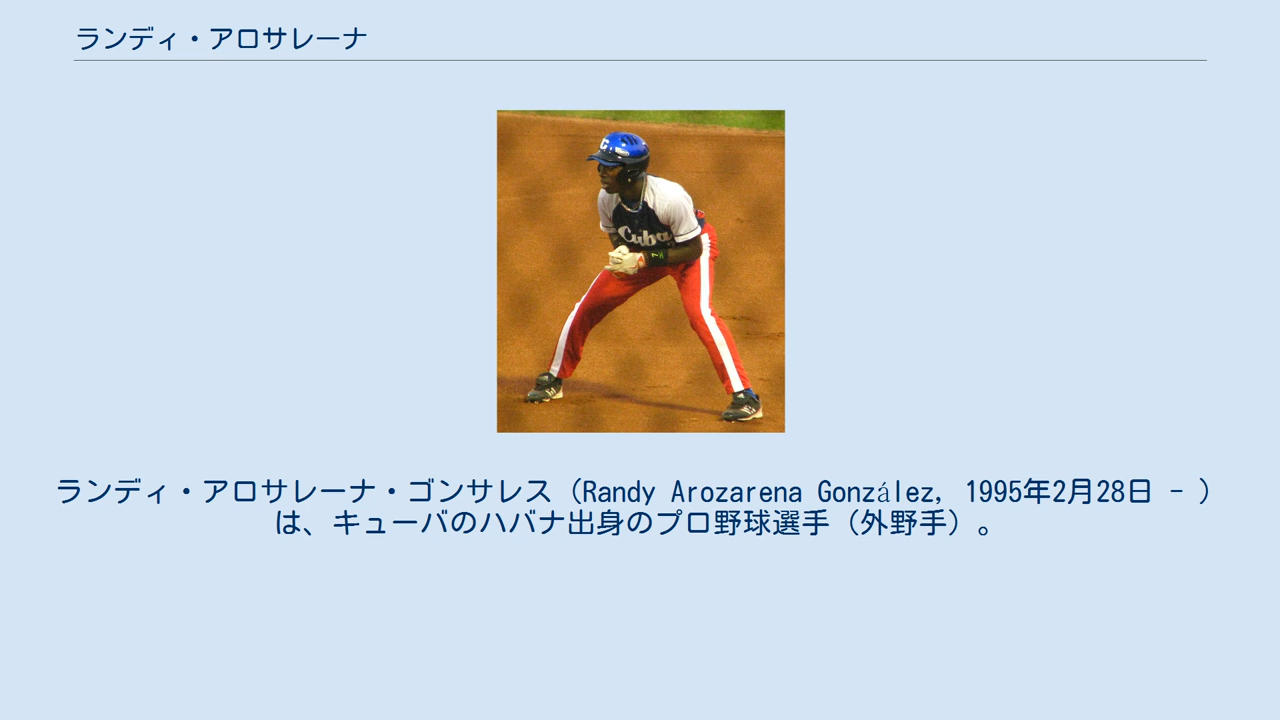 ランディ・アロサレーナ
C
Cuba
ランディ・アロサレーナ・ゴンサレス（Randy Arozarena González, 1995年2月28日 - ）
は、キューバのハバナ出身のプロ野球選手（外野手）。